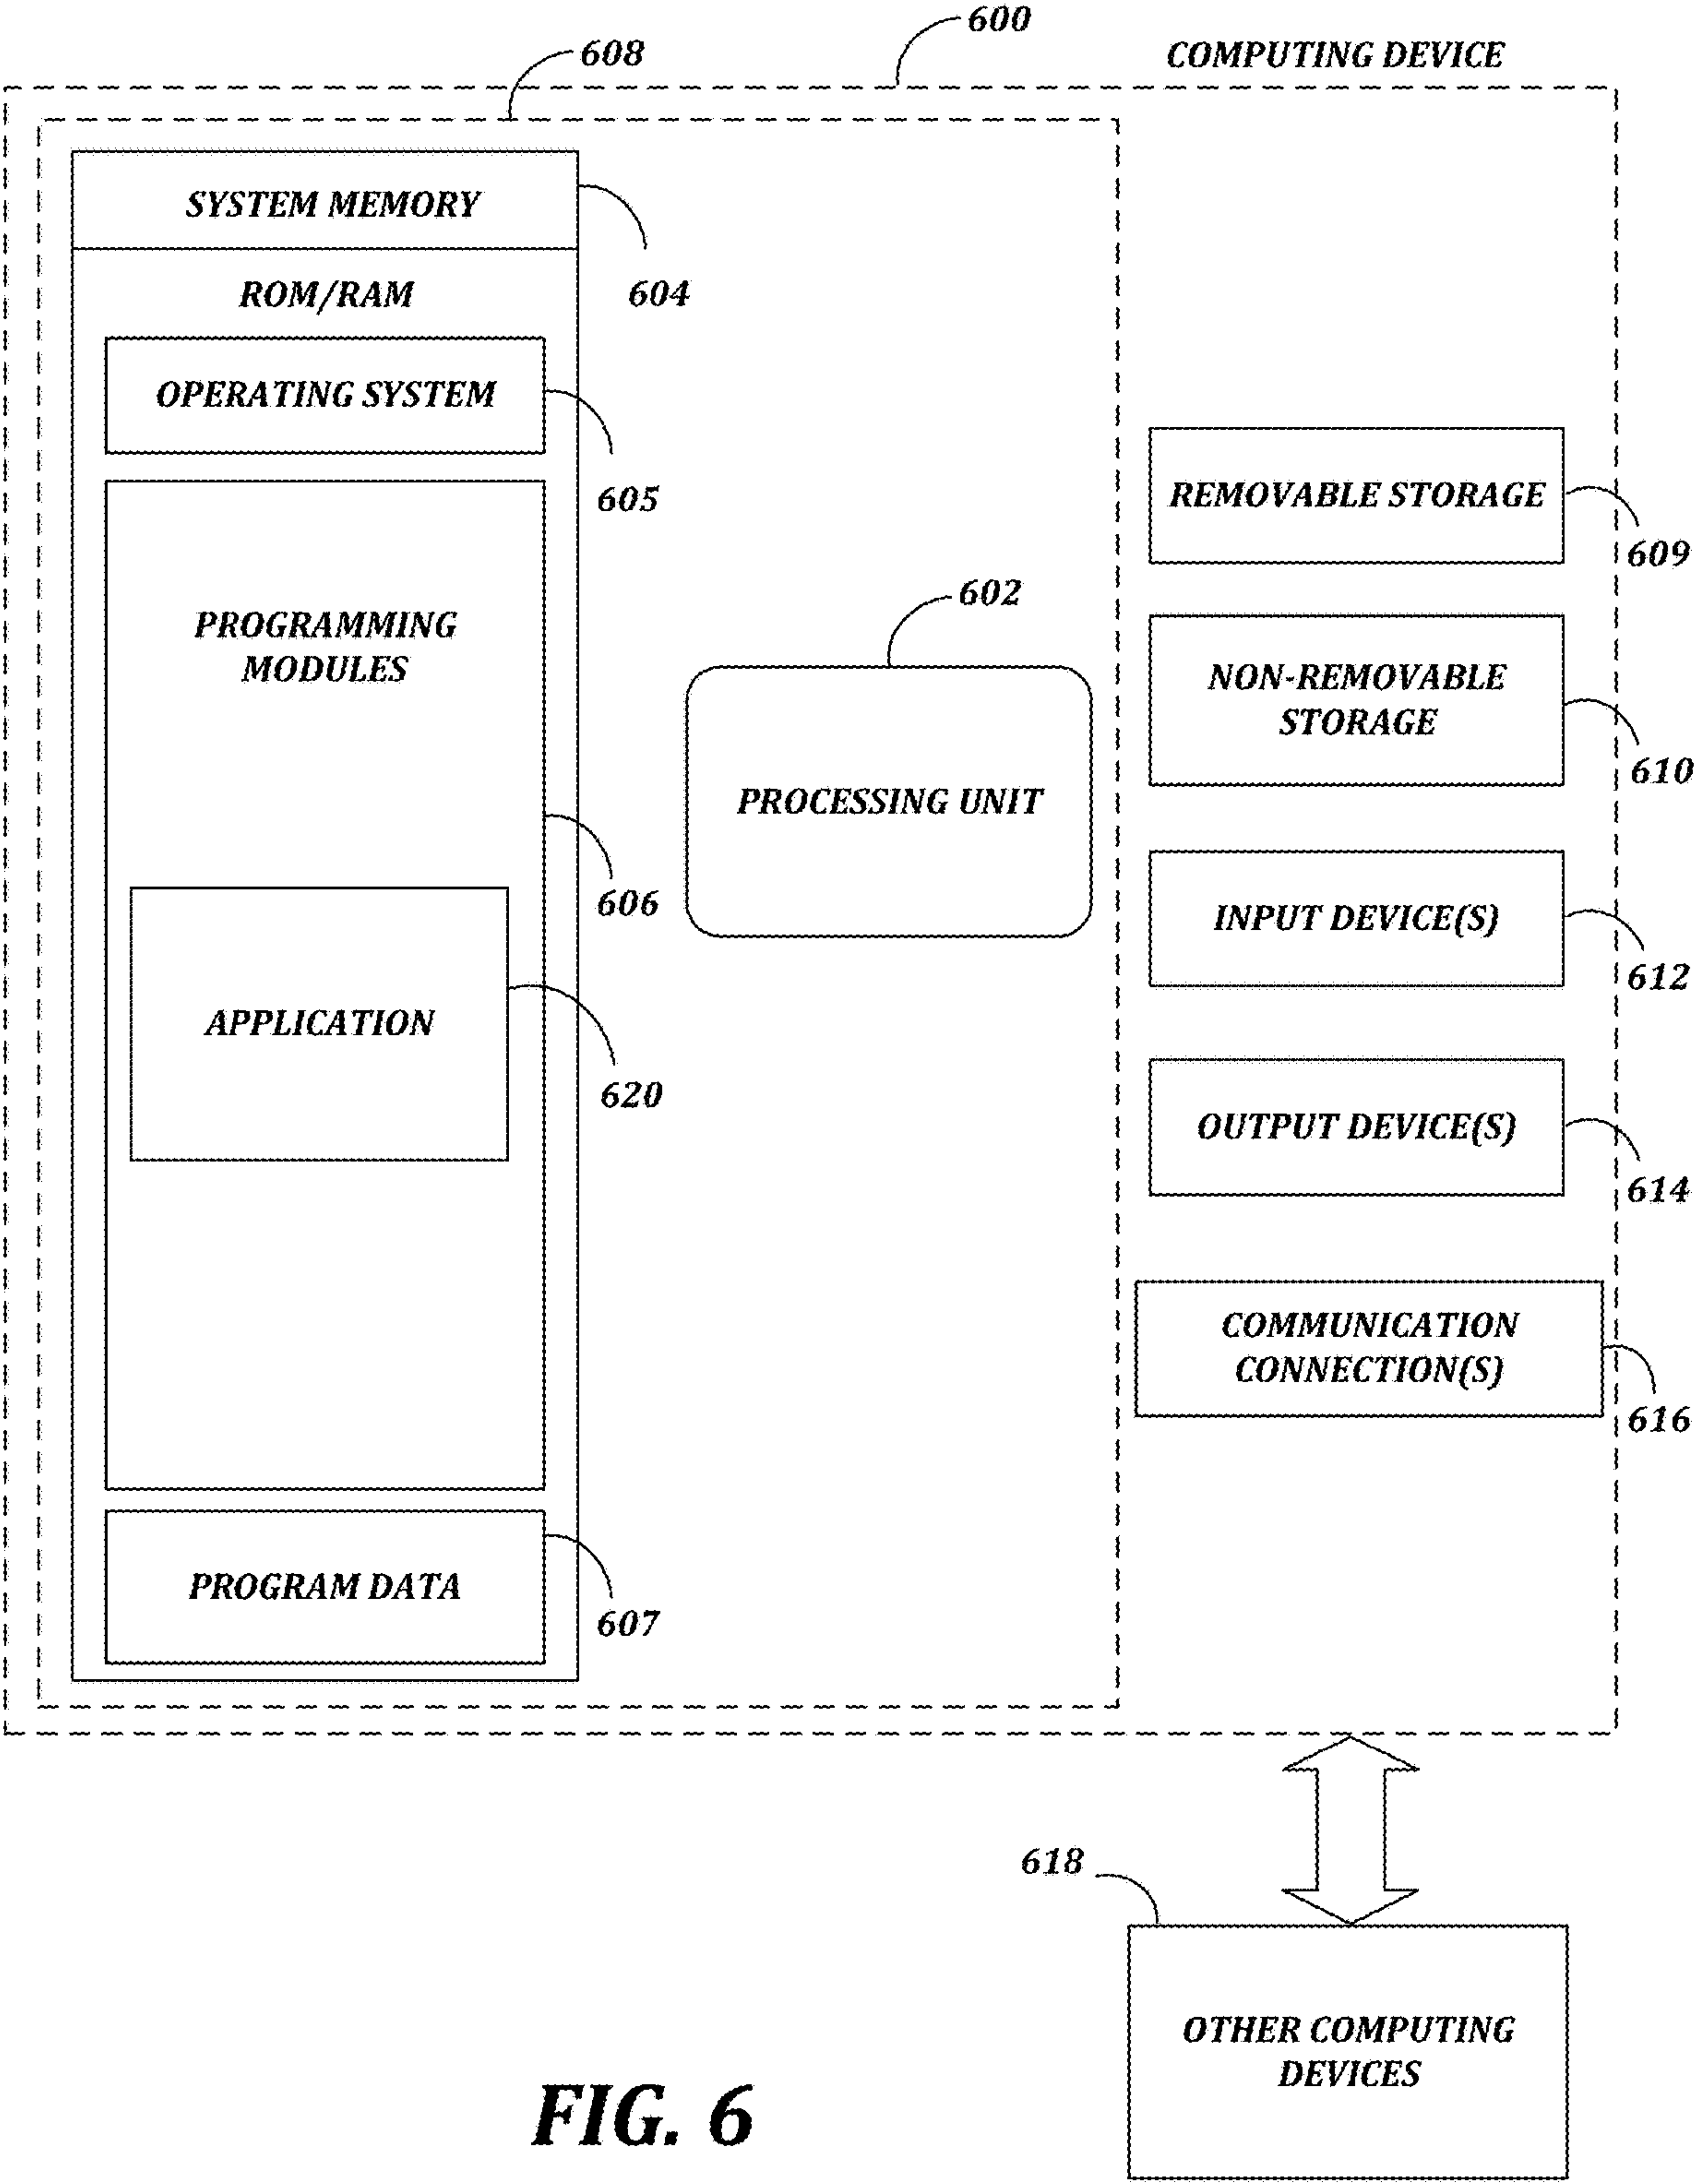 600
COMPUTING DEVICE
608
SYSTEM MEMORY
604
ROM/RAM
OPERATING SYSTEM
605
PROGRAMMING
MODULES
606
APPLICATION
620
PROGRAM DATA
607
602
PROCESSING UNIT
REMOVABLE STORAGE
609
NON-REMOVABLE
STORAGE
610
INPUT DEVICE(S)
612
OUTPUT DEVICE(S)
614
COMMUNICATION
CONNECTION(S)
616
618
OTHER COMPUTING
DEVICES
FIG. 6